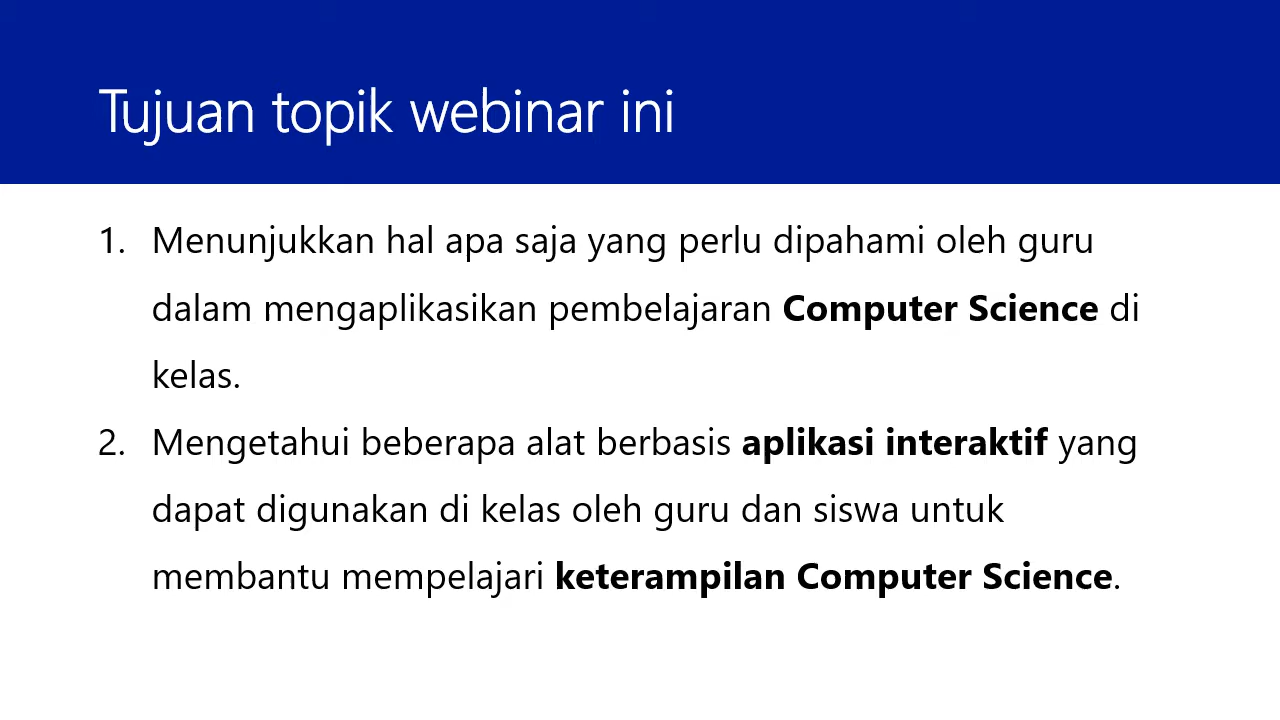 Tujuan topik webinar ini
1. Menunjukkan hal apa saja yang perlu dipahami oleh guru
dalam mengaplikasikan pembelajaran Computer Science di
kelas.
2. Mengetahui beberapa alat berbasis aplikasi interaktif yang
dapat digunakan di kelas oleh guru dan siswa untuk
membantu mempelajari keterampilan Computer Science.